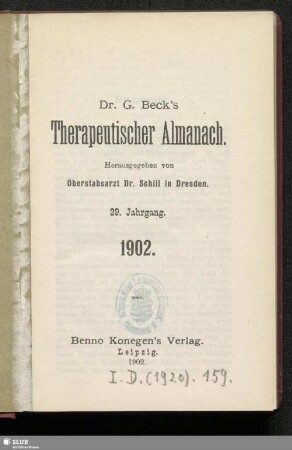 Dr. G. Beck's
Therapeutischer Almanach.
Herausgegeben von
Oberstabsarzt Dr. Schill in Dresden.
29. Jahrgang.
1902.
Benno Konegen's Verlag.
Leipzig.
1902.
I. D. (1920). 159.
SLUB